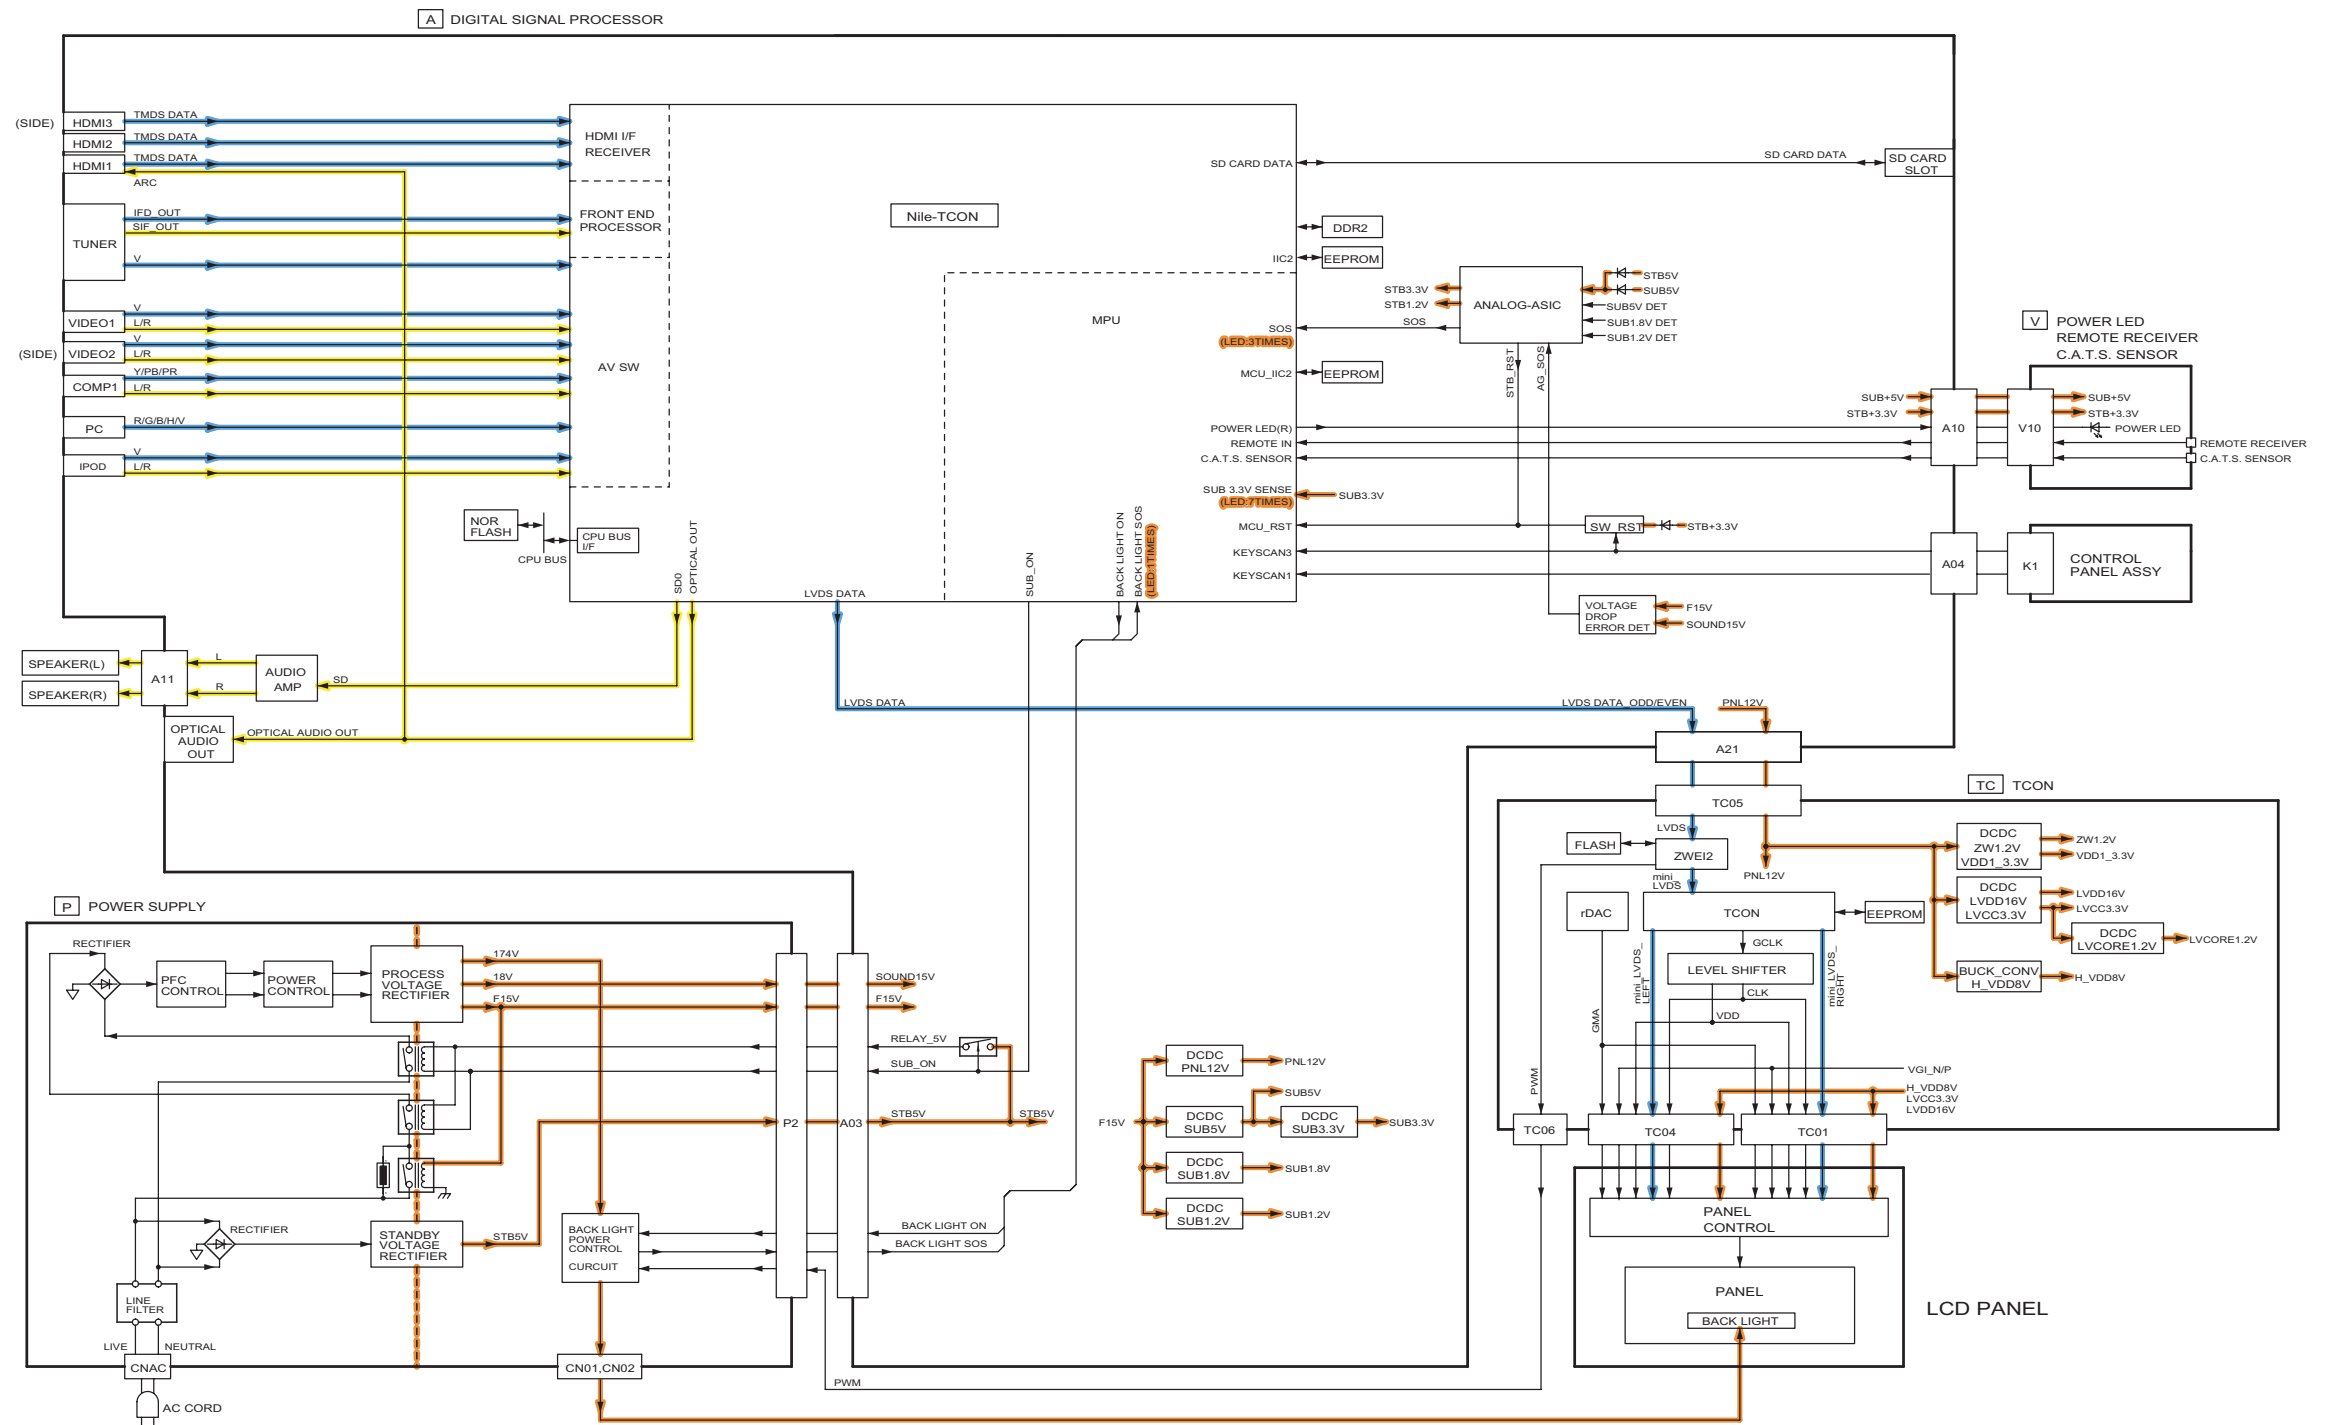 A DIGITAL SIGNAL PROCESSOR
(SIDE)
HDMI3
TMDS DATA
HDMI2
TMDS DATA
HDMI1
TMDS DATA
ARC
TUNER
IFD_OUT
SIF_OUT
V
VIDEO1
V
L/R
(SIDE)
VIDEO2
V
L/R
COMP1
Y/PB/PR
L/R
PC
R/G/B/H/V
IPOD
V
L/R
HDMI I/F
RECEIVER
FRONT END
PROCESSOR
AV SW
Nile-TCON
MPU
NOR
FLASH
CPU BUS
CPU BUS
I/F
SD0
OPTICAL OUT
LVDS DATA
SUB_ON
BACK LIGHT ON
BACK LIGHT SOS
(LED:1TIMES)
SD CARD DATA
IIC2
SOS
(LED:3TIMES)
MCU_IIC2
POWER LED(R)
REMOTE IN
C.A.T.S. SENSOR
SUB 3.3V SENSE
(LED:7TIMES)
MCU_RST
KEYSCAN3
KEYSCAN1
SD CARD DATA
SD CARD
SLOT
DDR2
EEPROM
EEPROM
STB3.3V
STB1.2V
SOS
ANALOG-ASIC
STB5V
SUB5V
SUB5V DET
SUB1.8V DET
SUB1.2V DET
STB_RST
AG_SOS
SUB3.3V
SW_RST
STB+3.3V
VOLTAGE
DROP
ERROR DET
F15V
SOUND15V
V POWER LED
REMOTE RECEIVER
C.A.T.S. SENSOR
SUB+5V
STB+3.3V
A10
V10
SUB+5V
STB+3.3V
POWER LED
REMOTE RECEIVER
C.A.T.S. SENSOR
A04
K1
CONTROL
PANEL ASSY
SPEAKER(L)
SPEAKER(R)
A11
L
R
AUDIO
AMP
SD
OPTICAL
AUDIO
OUT
OPTICAL AUDIO OUT
LVDS DATA
LVDS DATA_ODD/EVEN
PNL12V
A21
TC TCON
TC05
LVDS
FLASH
ZWEI2
PNL12V
mini_
LVDS
rDAC
TCON
EEPROM
GCLK
LEVEL SHIFTER
CLK
VDD
GMA
mini_LVDS_
LEFT
mini_LVDS_
RIGHT
PWM
VGI_N/P
H_VDD8V
LVCC3.3V
LVDD16V
DCDC
ZW1.2V
VDD1_3.3V
ZW1.2V
VDD1_3.3V
DCDC
LVDD16V
LVCC3.3V
LVDD16V
LVCC3.3V
DCDC
LVCORE1.2V
LVCORE1.2V
BUCK_CONV
H_VDD8V
H_VDD8V
TC06
TC04
TC01
PANEL
CONTROL
PANEL
BACK LIGHT
LCD PANEL
P POWER SUPPLY
RECTIFIER
PFC
CONTROL
POWER
CONTROL
PROCESS
VOLTAGE
RECTIFIER
174V
18V
F15V
P2
A03
SOUND15V
F15V
RELAY_5V
SUB_ON
STB5V
STB5V
RECTIFIER
STANDBY
VOLTAGE
RECTIFIER
STB5V
BACK LIGHT
POWER
CONTROL
CURCUIT
BACK LIGHT ON
BACK LIGHT SOS
LINE
FILTER
LIVE
NEUTRAL
CNAC
AC CORD
CN01,CN02
PWM
F15V
DCDC
PNL12V
PNL12V
DCDC
SUB5V
SUB5V
DCDC
SUB3.3V
SUB3.3V
DCDC
SUB1.8V
SUB1.8V
DCDC
SUB1.2V
SUB1.2V